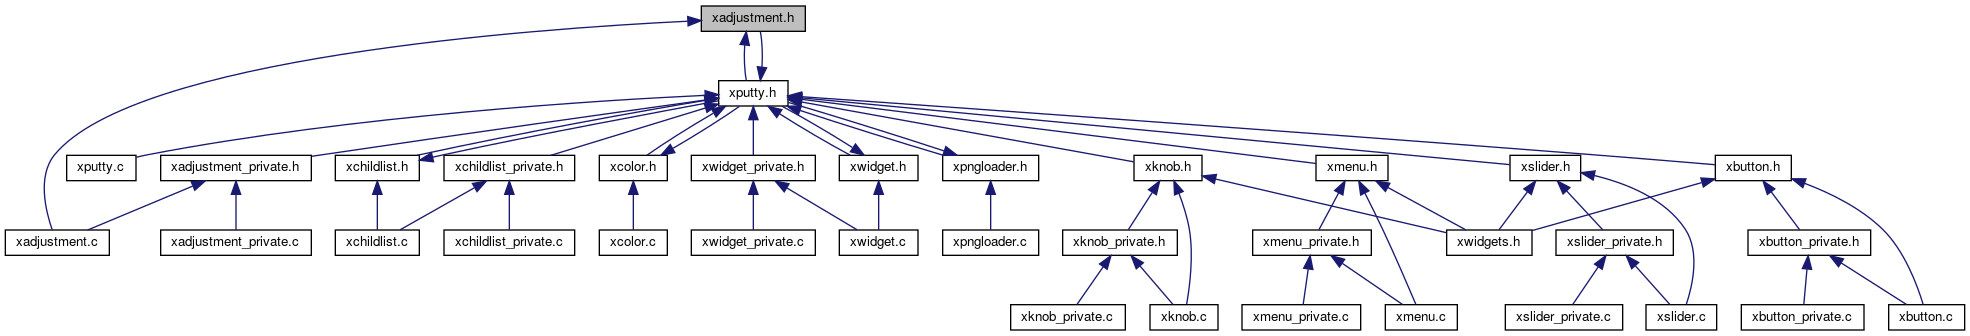 xadjustment.h
xputty.h
xputty.c
xadjustment_private.h
xchildlist.h
xchildlist_private.h
xcolor.h
xwidget_private.h
xwidget.h
xpngloader.h
xknob.h
xmenu.h
xslider.h
xbutton.h
xadjustment.c
xadjustment_private.c
xchildlist.c
xchildlist_private.c
xcolor.c
xwidget_private.c
xwidget.c
xpngloader.c
xknob_private.h
xmenu_private.h
xwidgets.h
xslider_private.h
xbutton_private.h
xknob_private.c
xknob.c
xmenu_private.c
xmenu.c
xslider_private.c
xslider.c
xbutton_private.c
xbutton.c